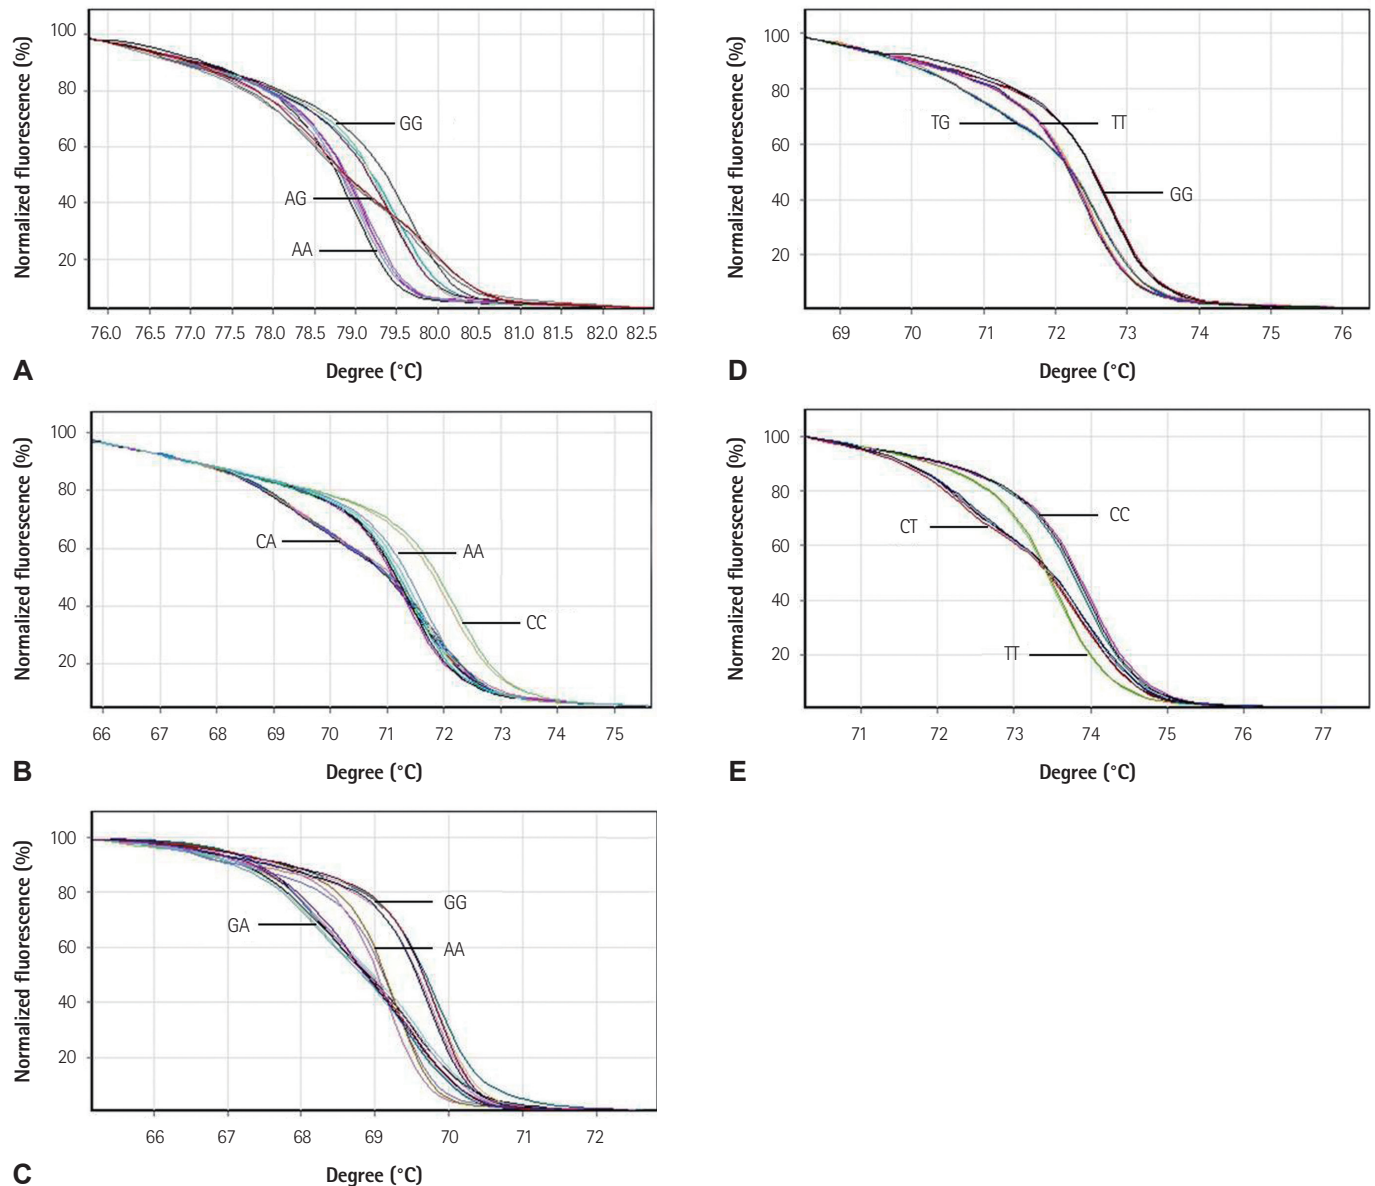 Normalized fluorescence (%)
100
80
60
40
20
GG
AG
AA
76.0 76.5 77.0 77.5 78.0 78.5 79.0 79.5 80.0 80.5 81.0 81.5 82.0 82.5
Degree (°C)
A
Normalized fluorescence (%)
100
80
60
40
20
CA
AA
CC
66 67 68 69 70 71 72 73 74 75
Degree (°C)
B
Normalized fluorescence (%)
100
80
60
40
20
GA
GG
AA
66 67 68 69 70 71 72
Degree (°C)
C
Normalized fluorescence (%)
100
80
60
40
20
TG
TT
GG
69 70 71 72 73 74 75 76
Degree (°C)
D
Normalized fluorescence (%)
100
80
60
40
20
CT
CC
TT
71 72 73 74 75 76 77
Degree (°C)
E